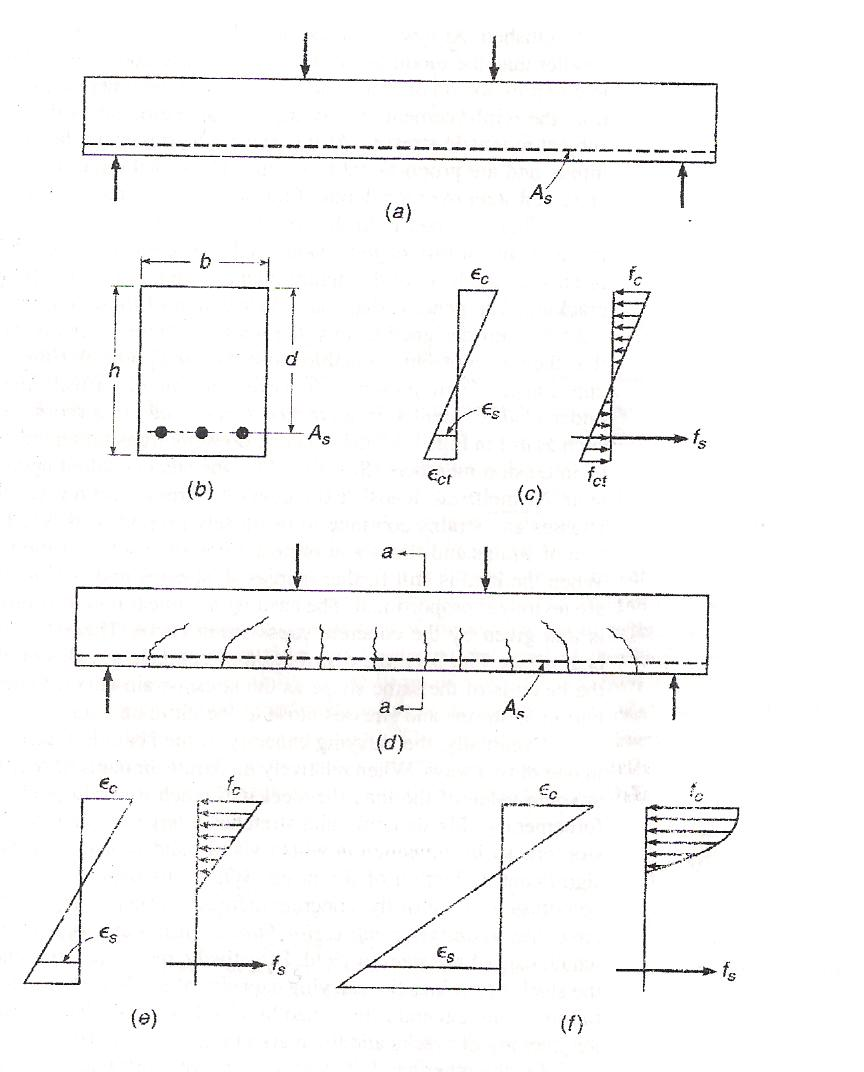 A_s
(a)
b
h
d
A_s
(b)
ϵ_c
f_c
ϵ_s
f_s
ϵ_ct
f_ct
(c)
a
A_s
a
(d)
ϵ_c
f_c
ϵ_s
f_s
(e)
ϵ_c
f_c
ϵ_s
f_s
(f)